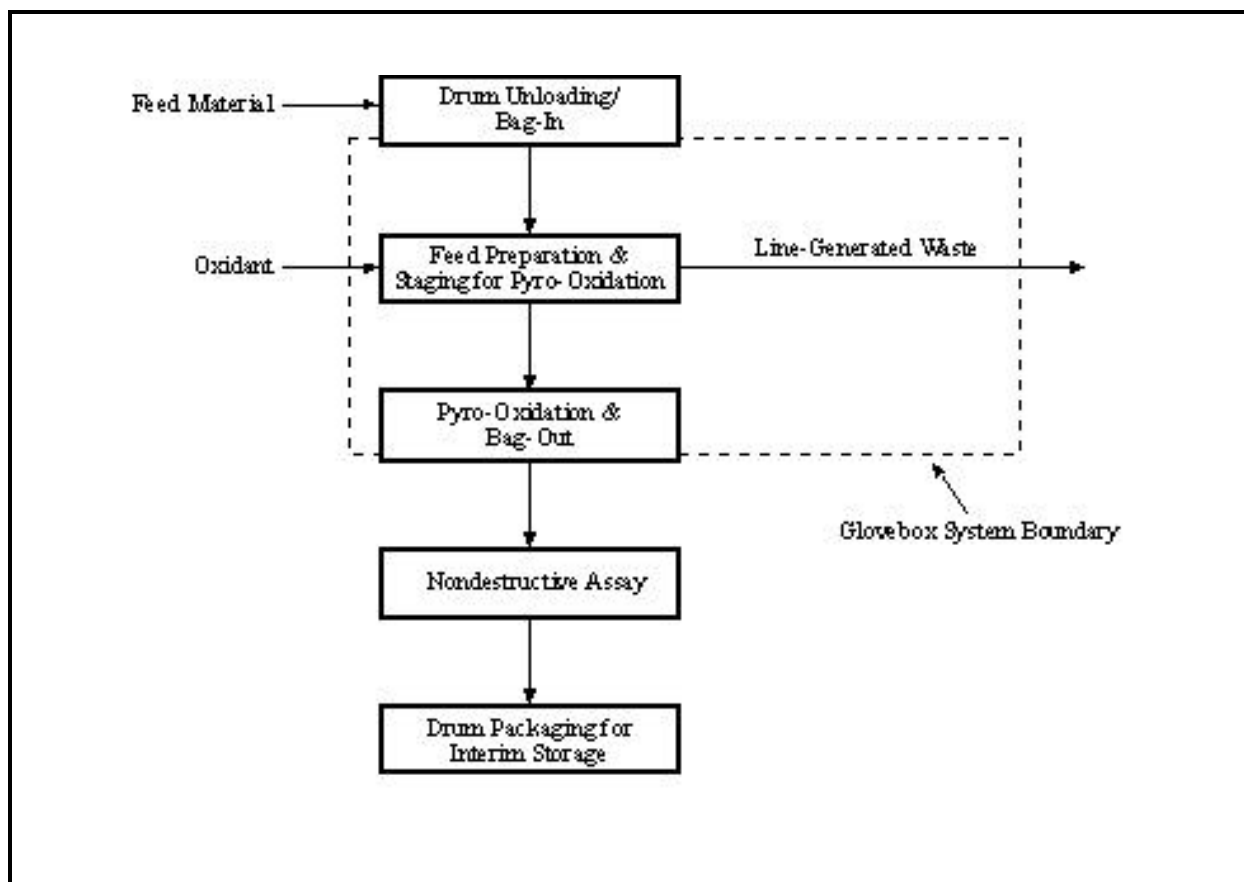 Feed Material
Drum Unloading/
Bag-In
Oxidant
Feed Preparation &
Staging for Pyro-Oxidation
Line-Generated Waste
Pyro-Oxidation &
Bag-Out
Glovebox System Boundary
Nondestructive Assay
Drum Packaging for
Interim Storage